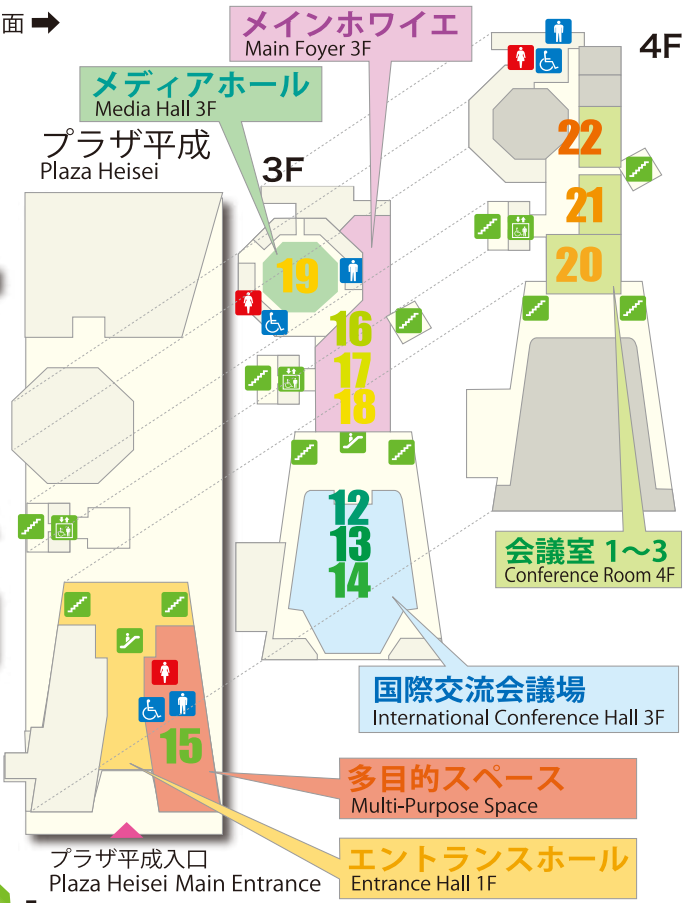 面 ➡
メインホワイエ
Main Foyer 3F
4F
メディアホール
Media Hall 3F
プラザ平成
Plaza Heisei
3F
22
21
20
19
16
17
18
12
13
14
会議室 1〜3
Conference Room 4F
国際交流会議場
International Conference Hall 3F
15
多目的スペース
Multi-Purpose Space
プラザ平成入口
Plaza Heisei Main Entrance
エントランスホール
Entrance Hall 1F